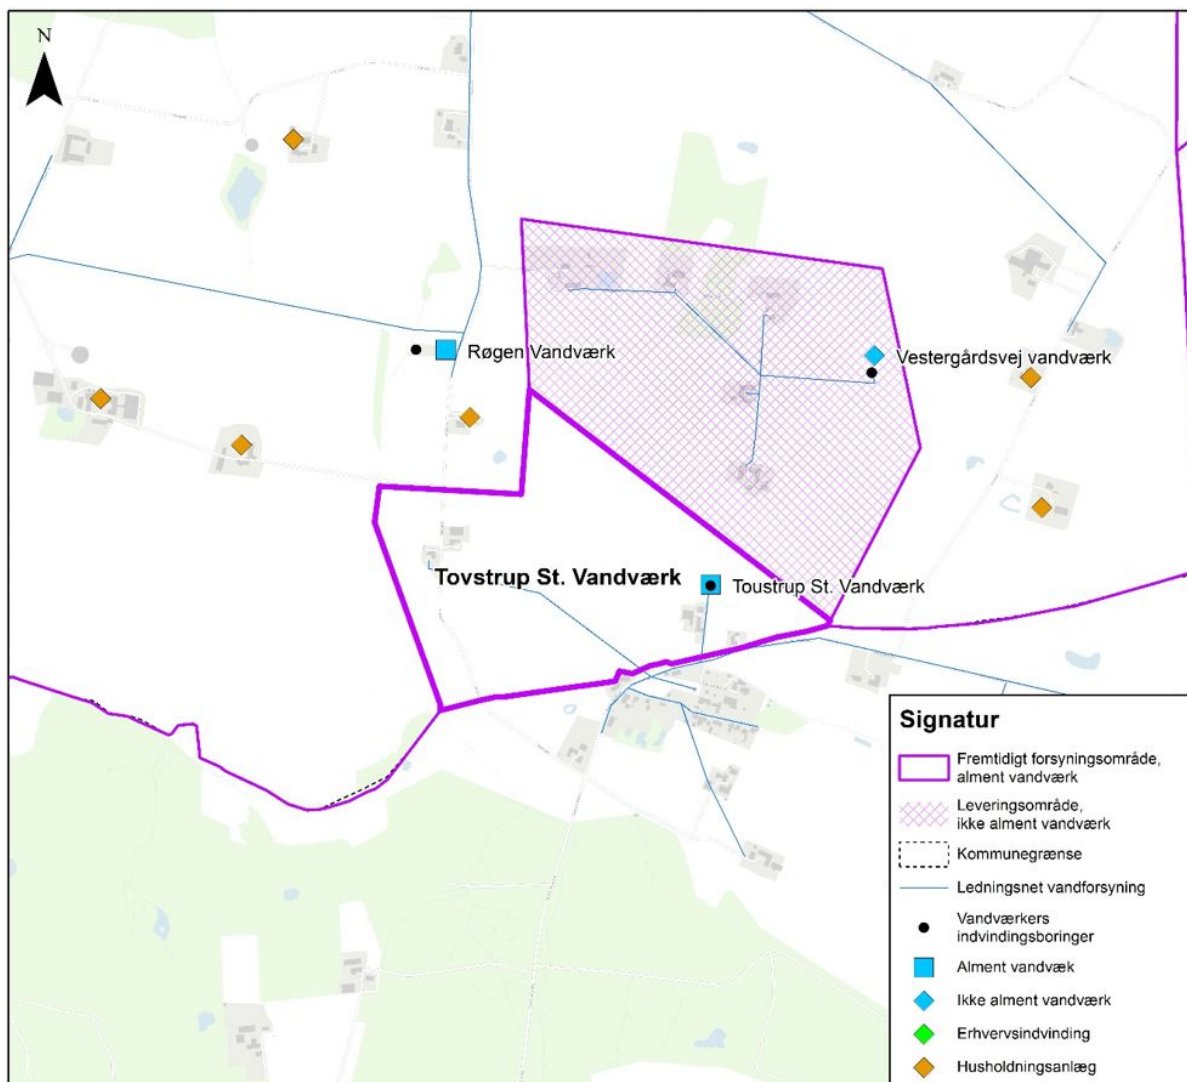 N
Røgen Vandværk
Vestergårdsvej vandværk
Tovstrup St. Vandværk
Toustrup St. Vandværk
Signatur
Fremtidigt forsyningsområde,
alment vandværk
Leveringsområde,
ikke alment vandværk
Kommunegrænse
Ledningsnet vandforsyning
Vandværkers
indvindingsboringer
Alment vandvæk
Ikke alment vandværk
Erhvervsindvinding
Husholdningsanlæg